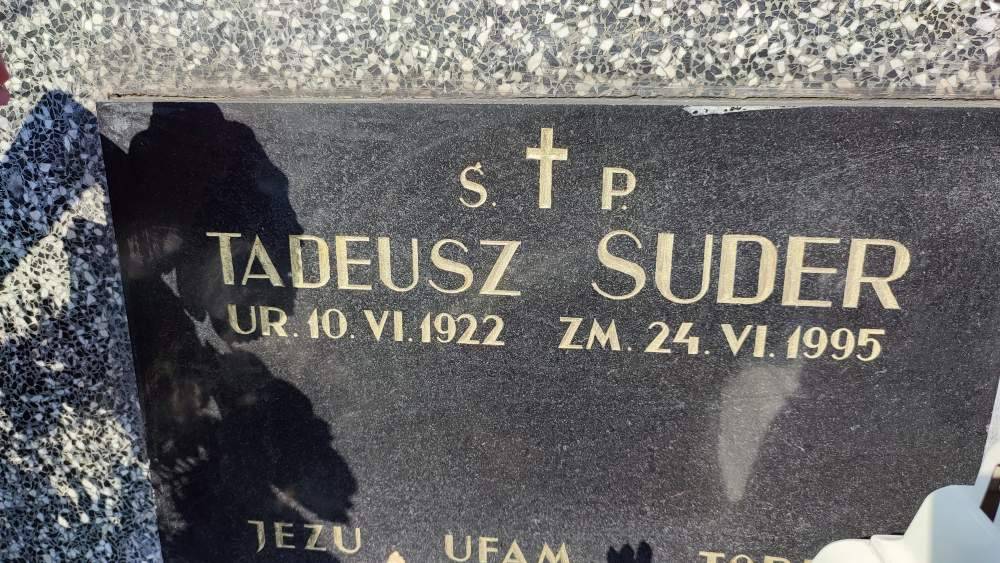 Ś. P.
TADEUSZ SUDER
UR. 10. VI. 1922 ZM. 24. VI. 1995
JEZU UFAM